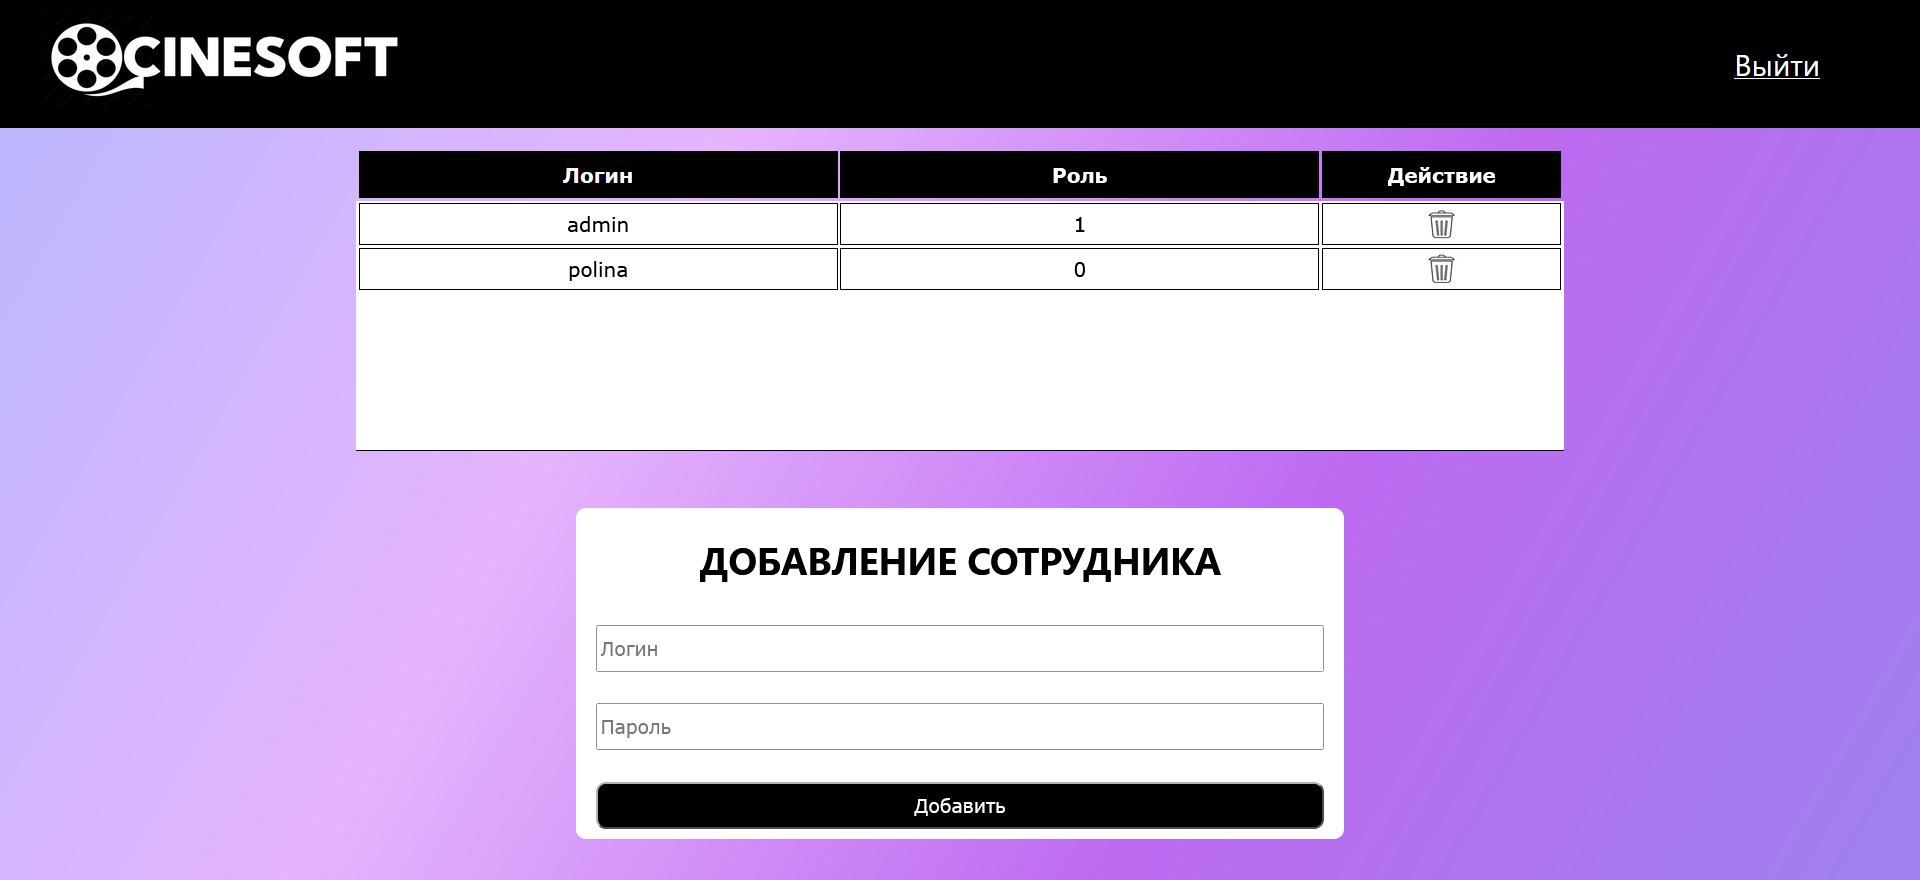 CINESOFT
Выйти
Логин Роль Действие
admin 1
polina 0
ДОБАВЛЕНИЕ СОТРУДНИКА
Логин
Пароль
Добавить